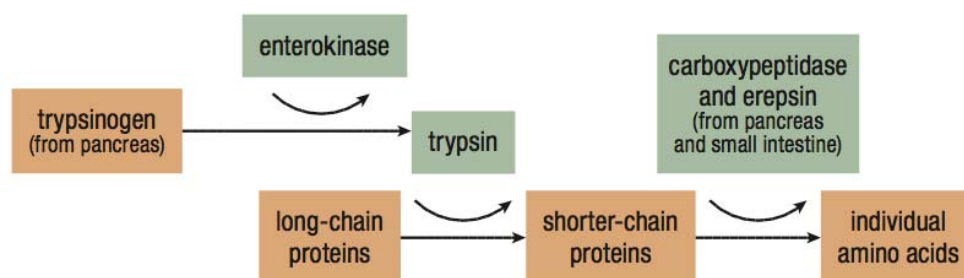 enterokinase
trypsinogen
(from pancreas)
trypsin
carboxypeptidase
and erepsin
(from pancreas
and small intestine)
long-chain
proteins
shorter-chain
proteins
individual
amino acids